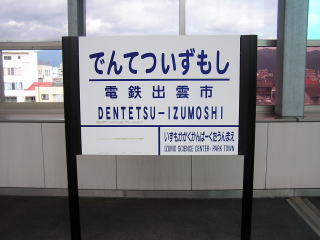 でんてついずもし
電鉄出雲市
DENTETSU-IZUMOSHI
いずもかがくかんぱーくたうんまえ
IZUMO SCIENCE CENTER- PARK TOWN